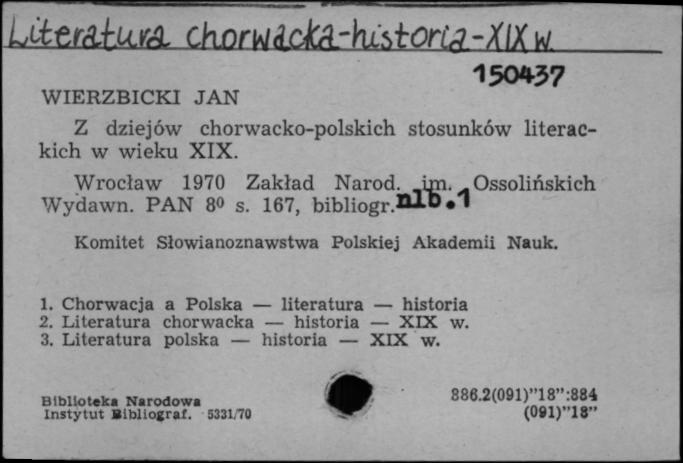 Literatura chorwacka-historia-XIX w.
150437
WIERZBICKI JAN
Z dziejów chorwacko-polskich stosunków literac-
kich w wieku XIX.
Wrocław 1970 Zakład Narod. im. Ossolińskich
Wydawn. PAN 8⁰ s. 167, bibliogr. nlb. 1
Komitet Słowianoznawstwa Polskiej Akademii Nauk.
1. Chorwacja a Polska — literatura — historia
2. Literatura chorwacka — historia — XIX w.
3. Literatura polska — historia — XIX w.
Biblioteka Narodowa
Instytut Bibliograf. 5331/70
886.2(091)”18”:884
(091)”18”